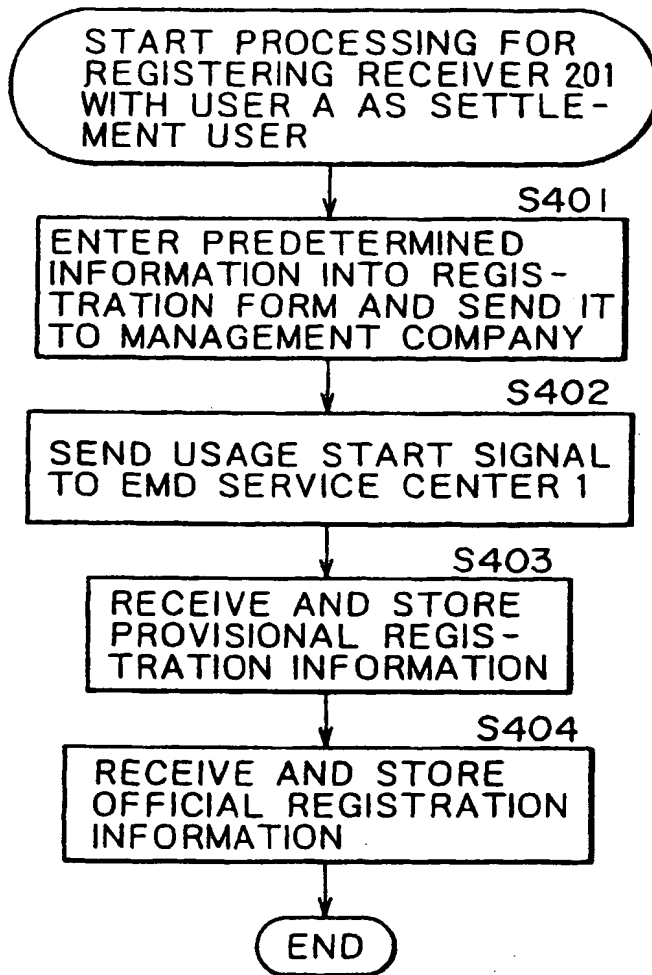 START PROCESSING FOR
REGISTERING RECEIVER 201
WITH USER A AS SETTLE-
MENT USER
S401
ENTER PREDETERMINED
INFORMATION INTO REGIS-
TRATION FORM AND SEND IT
TO MANAGEMENT COMPANY
S402
SEND USAGE START SIGNAL
TO EMD SERVICE CENTER 1
S403
RECEIVE AND STORE
PROVISIONAL REGIS-
TRATION INFORMATION
S404
RECEIVE AND STORE
OFFICIAL REGISTRATION
INFORMATION
END